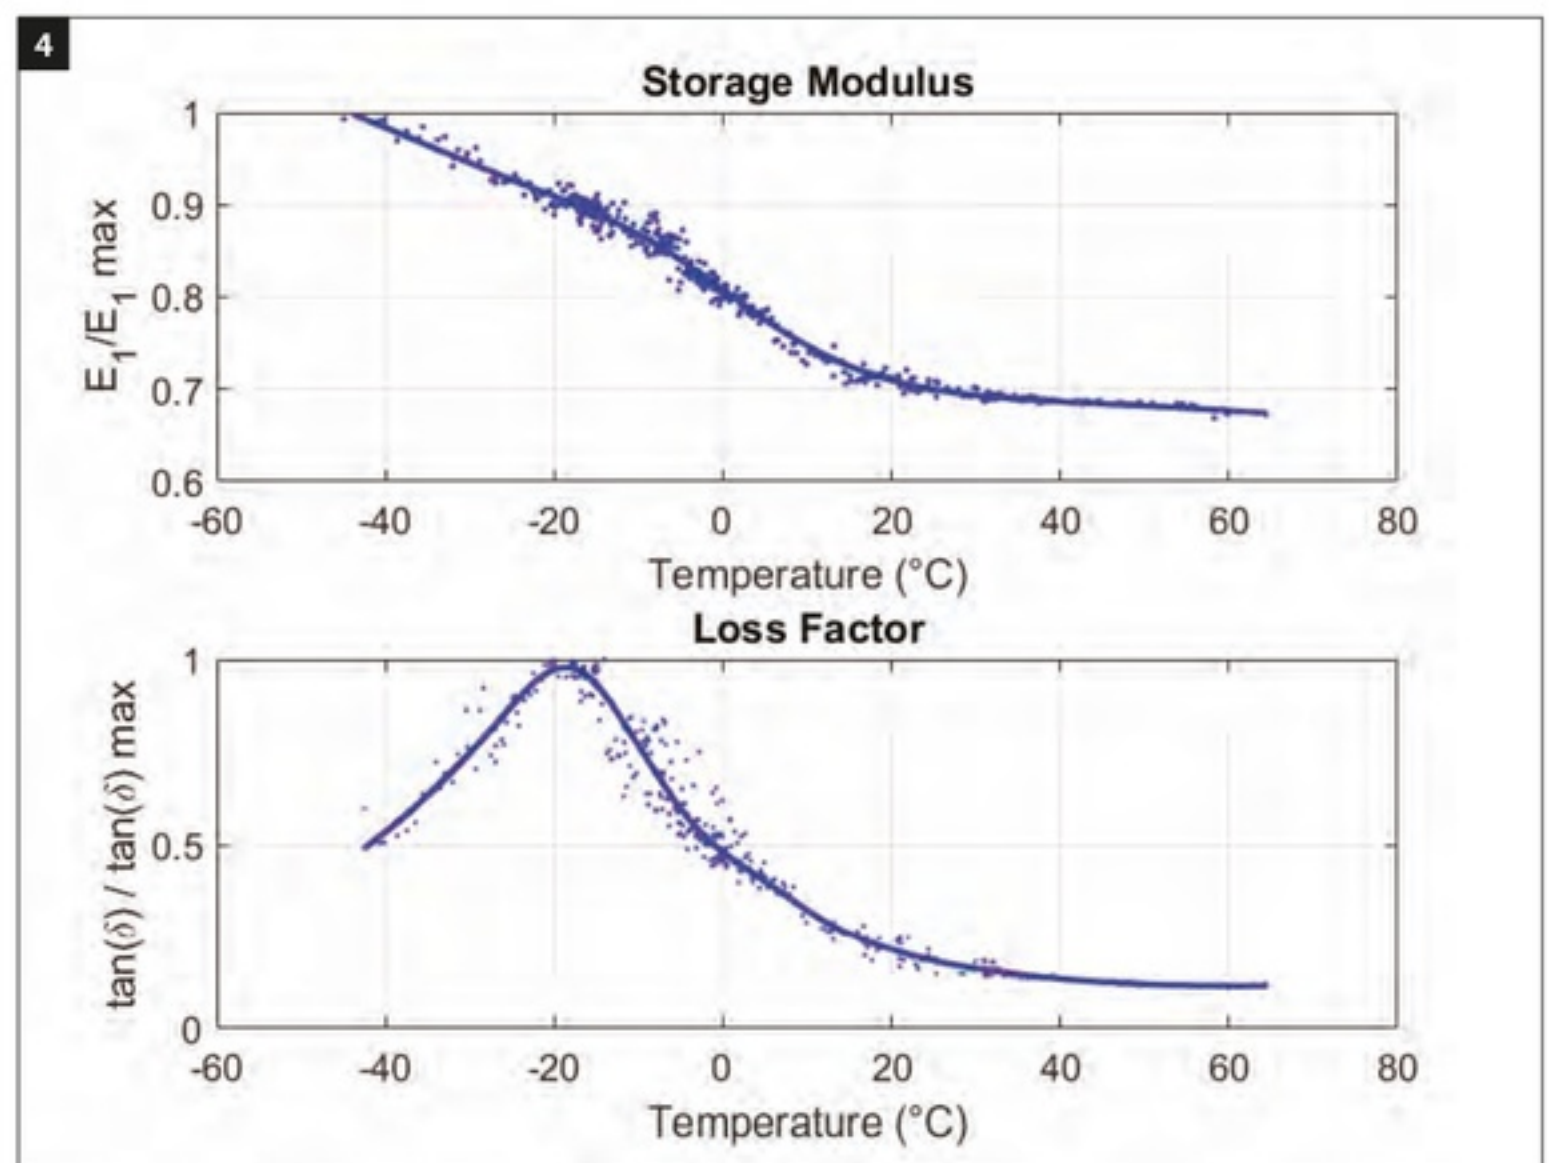 4
Storage Modulus
E₁/E₁ max
1
0.9
0.8
0.7
0.6
-60 -40 -20 0 20 40 60 80
Temperature (°C)
Loss Factor
tan(δ) / tan(δ) max
1
0.5
0
-60 -40 -20 0 20 40 60 80
Temperature (°C)